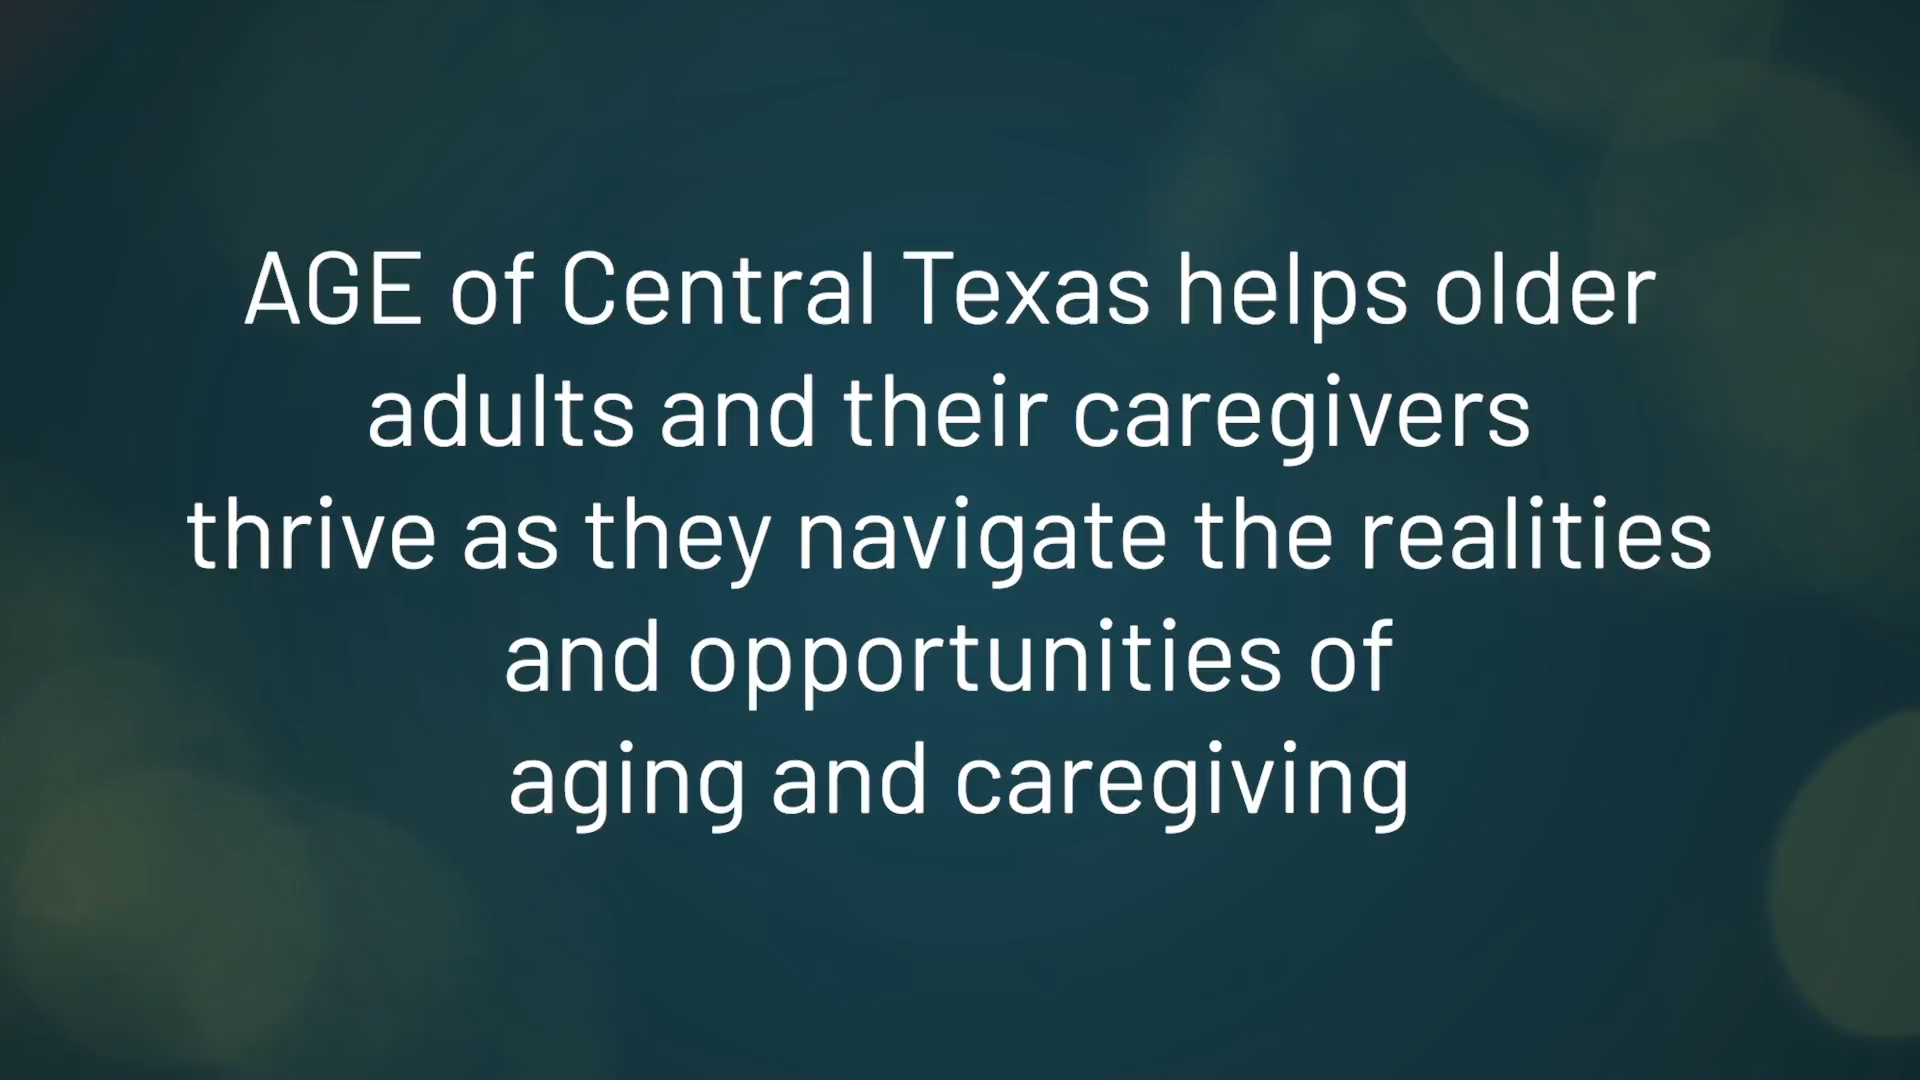 AGE of Central Texas helps older
adults and their caregivers
thrive as they navigate the realities
and opportunities of
aging and caregiving